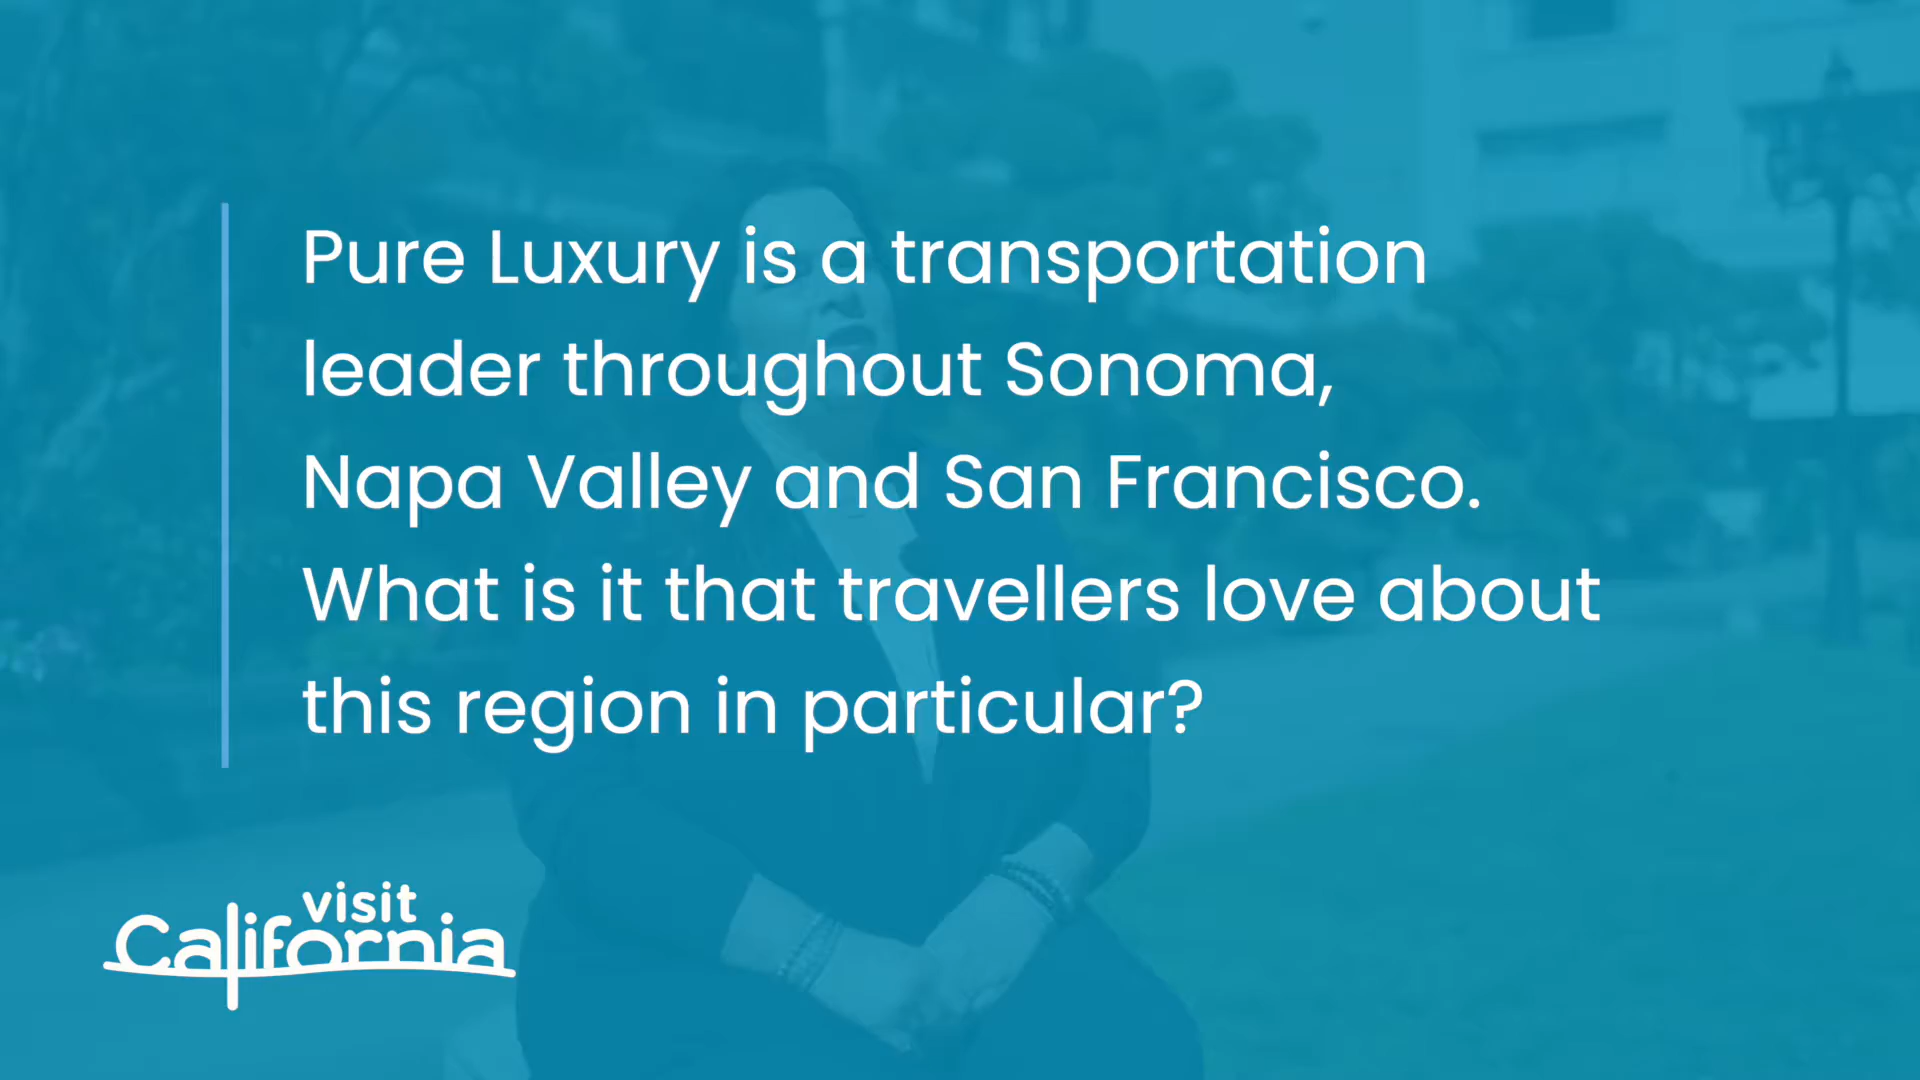 Pure Luxury is a transportation
leader throughout Sonoma,
Napa Valley and San Francisco.
What is it that travellers love about
this region in particular?
visit
California